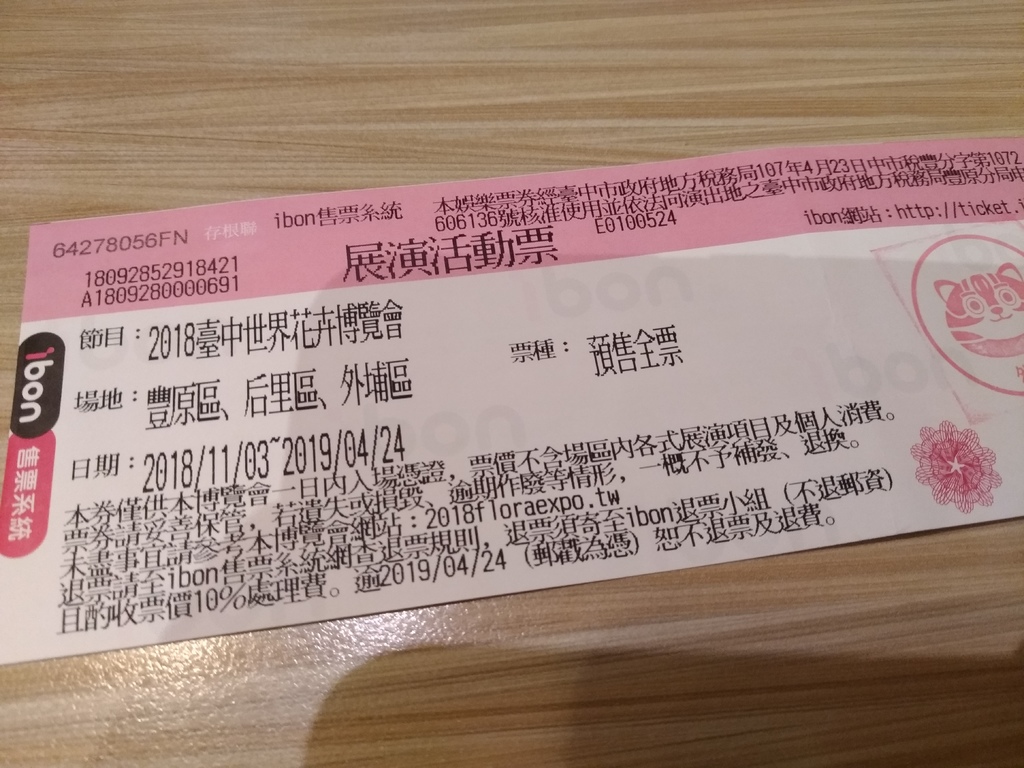 64278056FN 存根聯 ibon售票系統
本娛樂票券經臺中市政府地方稅務局107年4月23日中市稅豐分字第1072
606136號核准使用並依法向演出地之臺中市政府地方稅務局豐原分局申
18092852918421
A1809280000691
展演活動票
E0100524
ibon網站:http://ticket.i
ibon
售票系統
節目:2018臺中世界花卉博覽會
場地:豐原區、后里區、外埔區
票種: 預售全票
日期:2018/11/03~2019/04/24
本券僅供本博覽會一日內入場憑證,票價不含場區內各式展演項目及個人消費。
票券請妥善保管,若遺失或損毀、逾期作廢等情形,一概不予補發、退換。
未盡事宜請參考本博覽會網站:2018floraexpo.tw
退票請至ibon售票系統網查退票規則,退票須寄至ibon退票小組(不退郵資)
且酌收票價10%處理費。逾2019/04/24(郵戳為憑)恕不退票及退費。